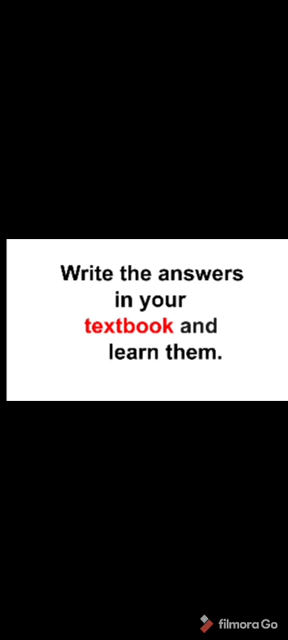 Write the answers
in your
textbook and
learn them.
filmora Go